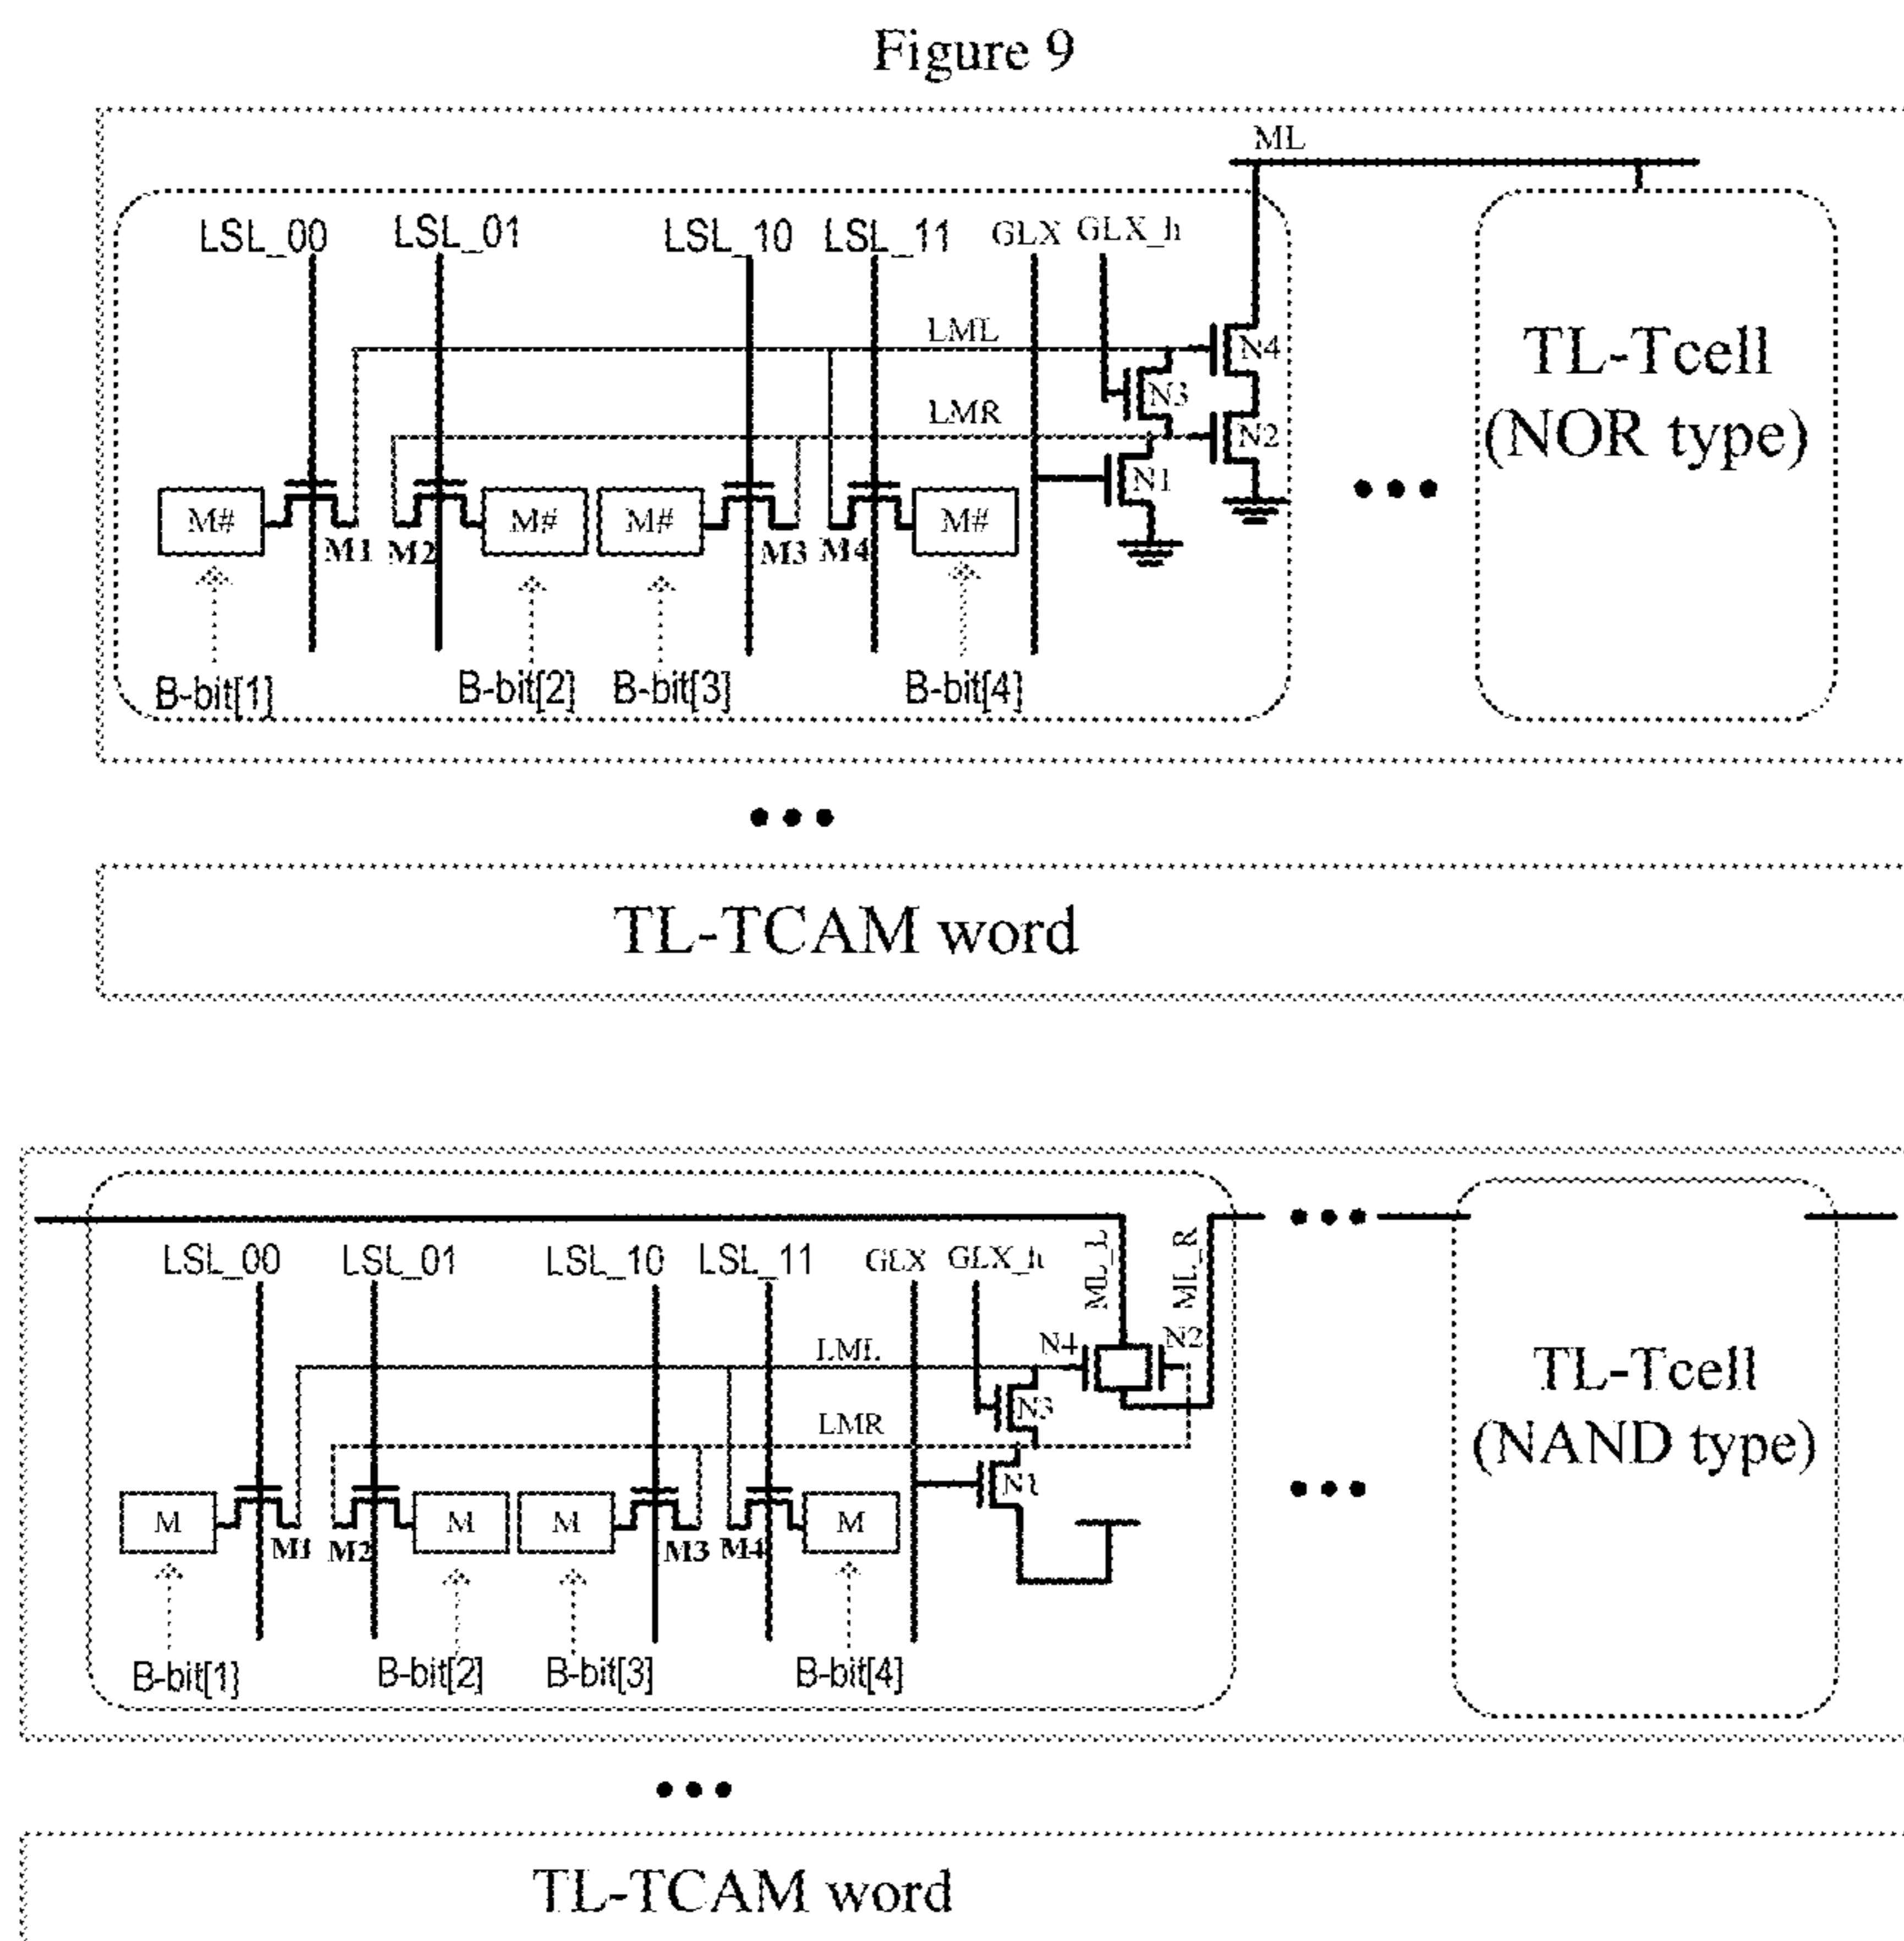 Figure 9
ML
LSL_00 LSL_01 LSL_10 LSL_11 GLX GLX_h
LML
N4
N3
LMR
N2
N1
TL-Tcell
(NOR type)
M# M# M# M#
M1 M2 M3 M4
B-bit[1] B-bit[2] B-bit[3] B-bit[4]
TL-TCAM word
ML_L ML_R
LSL_00 LSL_01 LSL_10 LSL_11 GLX GLX_h
N4 N2
LML
N3
LMR
N1
TL-Tcell
(NAND type)
M M M M
M1 M2 M3 M4
B-bit[1] B-bit[2] B-bit[3] B-bit[4]
TL-TCAM word